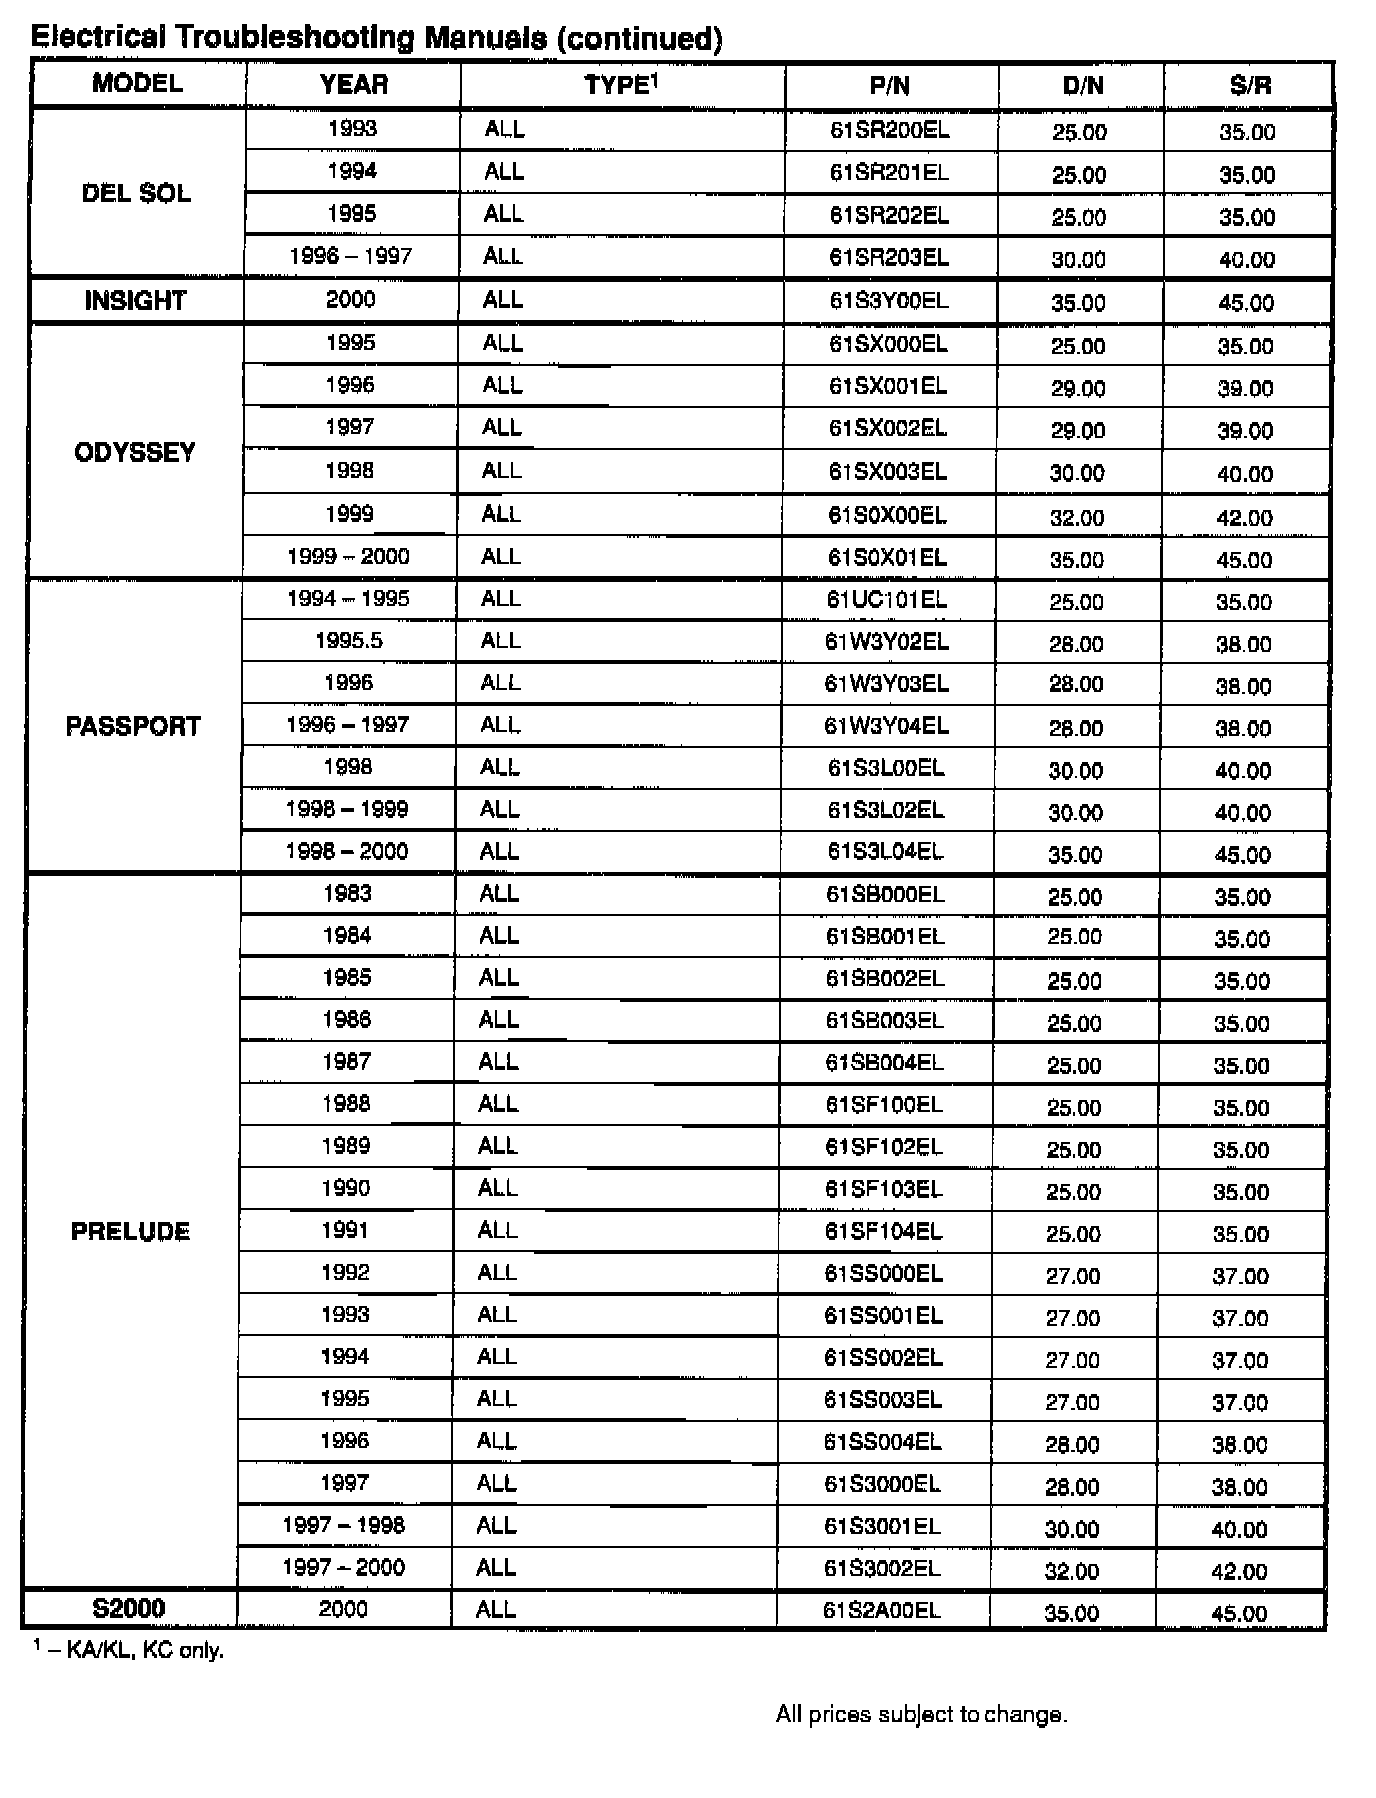 Electrical Troubleshooting Manuals (continued)
MODEL YEAR TYPE1 P/N D/N S/R
DEL SOL
1993 ALL 61SR200EL 25.00 35.00
1994 ALL 61SR201EL 25.00 35.00
1995 ALL 61SR202EL 25.00 35.00
1996 – 1997 ALL 61SR203EL 30.00 40.00
INSIGHT 2000 ALL 61S3Y00EL 35.00 45.00
ODYSSEY
1995 ALL 61SX000EL 25.00 35.00
1996 ALL 61SX001EL 29.00 39.00
1997 ALL 61SX002EL 29.00 39.00
1998 ALL 61SX003EL 30.00 40.00
1999 ALL 61S0X00EL 32.00 42.00
1999 – 2000 ALL 61S0X01EL 35.00 45.00
PASSPORT
1994 – 1995 ALL 61UC101EL 25.00 35.00
1995.5 ALL 61W3Y02EL 28.00 38.00
1996 ALL 61W3Y03EL 28.00 38.00
1996 – 1997 ALL 61W3Y04EL 28.00 38.00
1998 ALL 61S3L00EL 30.00 40.00
1998 – 1999 ALL 61S3L02EL 30.00 40.00
1998 – 2000 ALL 61S3L04EL 35.00 45.00
PRELUDE
1983 ALL 61SB000EL 25.00 35.00
1984 ALL 61SB001EL 25.00 35.00
1985 ALL 61SB002EL 25.00 35.00
1986 ALL 61SB003EL 25.00 35.00
1987 ALL 61SB004EL 25.00 35.00
1988 ALL 61SF100EL 25.00 35.00
1989 ALL 61SF102EL 25.00 35.00
1990 ALL 61SF103EL 25.00 35.00
1991 ALL 61SF104EL 25.00 35.00
1992 ALL 61SS000EL 27.00 37.00
1993 ALL 61SS001EL 27.00 37.00
1994 ALL 61SS002EL 27.00 37.00
1995 ALL 61SS003EL 27.00 37.00
1996 ALL 61SS004EL 28.00 38.00
1997 ALL 61S3000EL 28.00 38.00
1997 – 1998 ALL 61S3001EL 30.00 40.00
1997 – 2000 ALL 61S3002EL 32.00 42.00
S2000 2000 ALL 61S2A00EL 35.00 45.00
1 – KA/KL, KC only.
All prices subject to change.